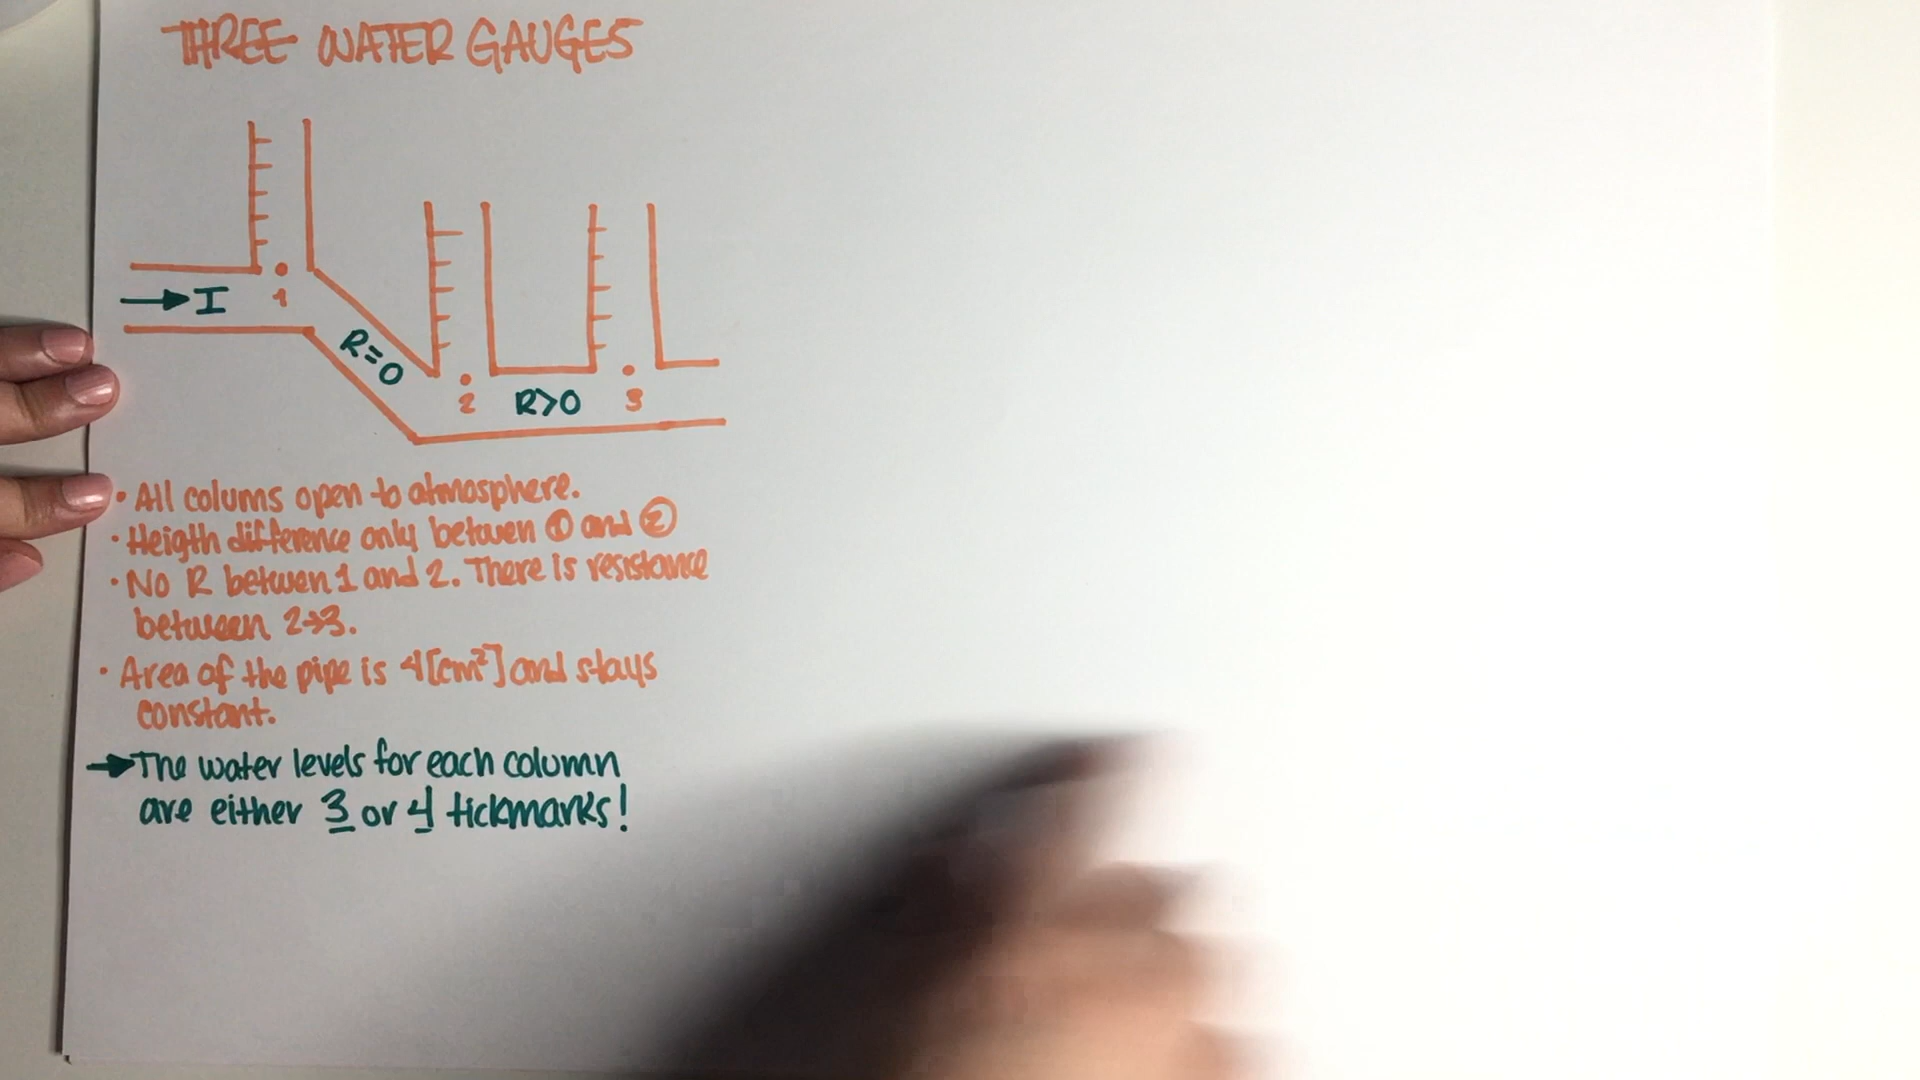 THREE WATER GAUGES
→ I
1
R=0
2
R>0
3
• All colums open to atmosphere.
• Heigth difference only betwen ① and ②
• No R betwen 1 and 2. There is resistance
between 2→3.
• Area of the pipe is 4[cm²] and stays
constant.
→ The water levels for each column
are either 3 or 4 tickmarks!